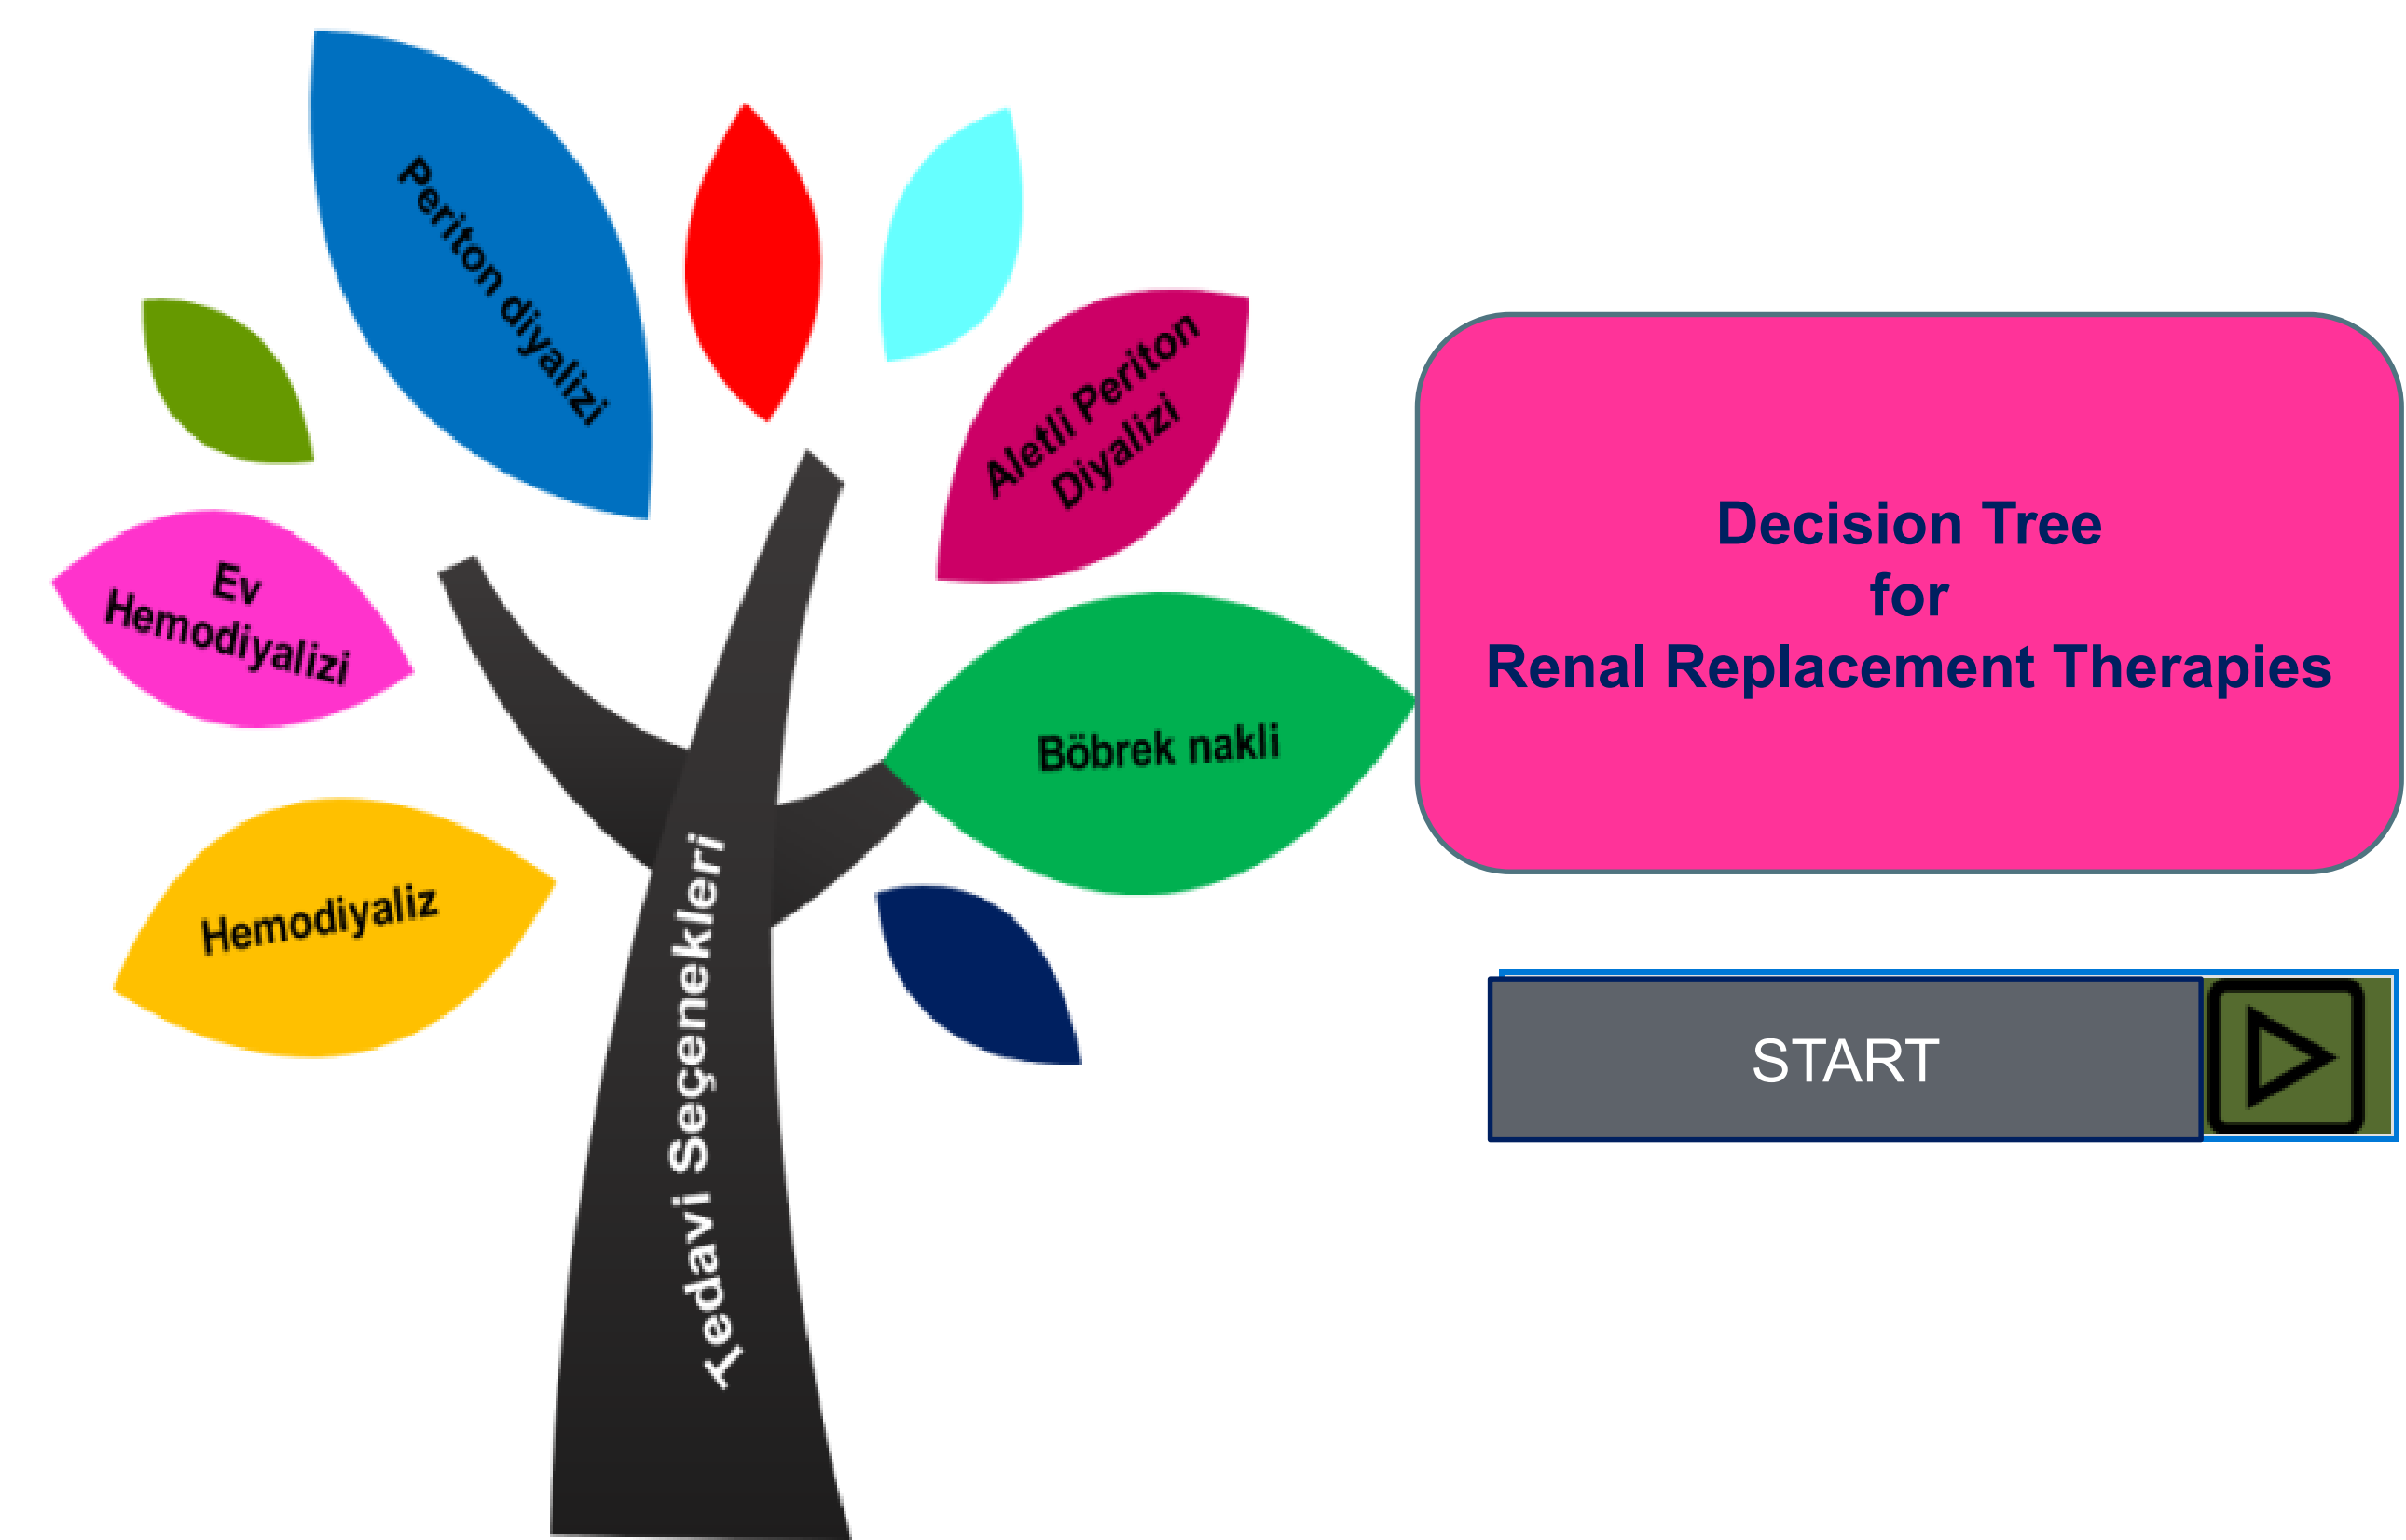 Periton diyalizi
Aletli Periton
Diyalizi
Ev
Hemodiyalizi
Böbrek nakli
Hemodiyaliz
Tedavi Seçenekleri
Decision Tree
for
Renal Replacement Therapies
START